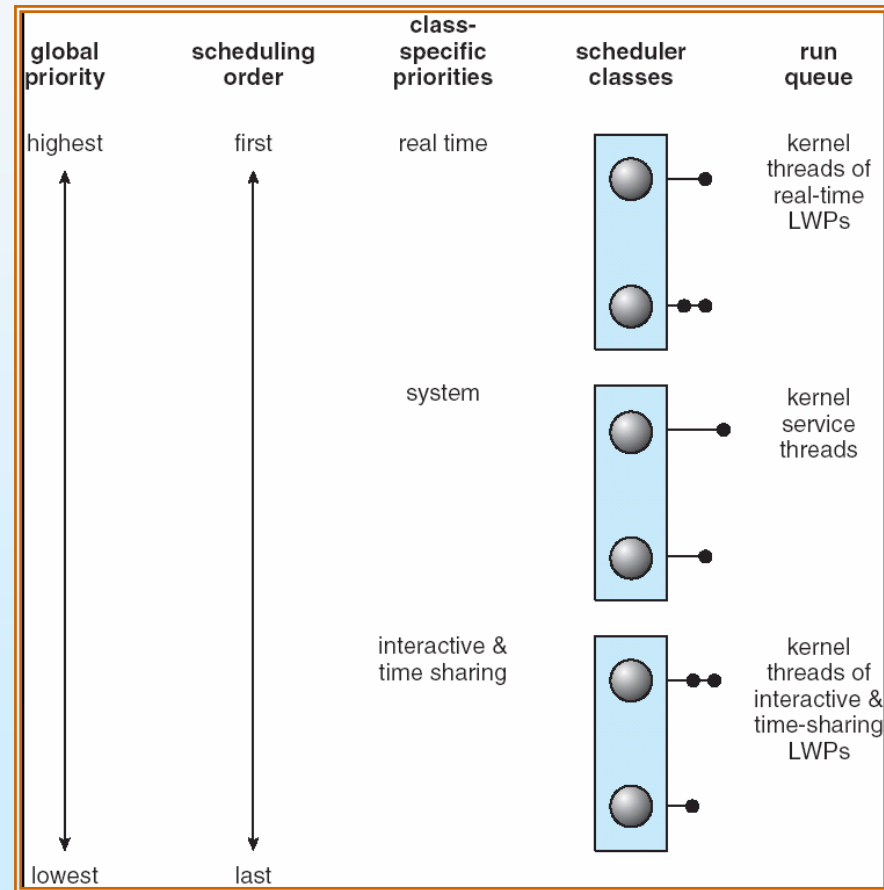 global
priority
scheduling
order
class-
specific
priorities
scheduler
classes
run
queue
highest
first
real time
kernel
threads of
real-time
LWPs
system
kernel
service
threads
interactive &
time sharing
kernel
threads of
interactive &
time-sharing
LWPs
lowest
last